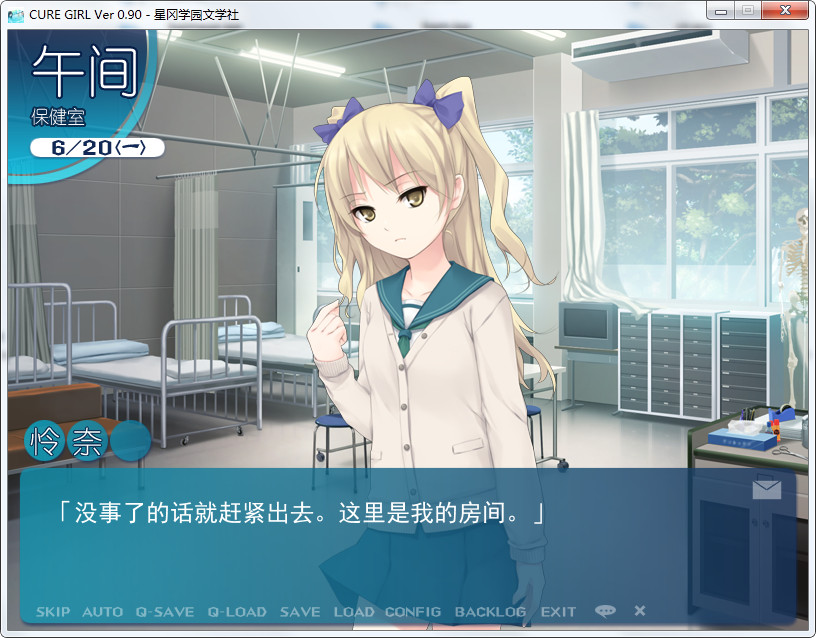 CURE GIRL Ver 0.90 - 星冈学园文学社
午间
保健室
6/20(一)
怜奈
「没事了的话就赶紧出去。这里是我的房间。」
SKIP AUTO Q-SAVE Q-LOAD SAVE LOAD CONFIG BACKLOG EXIT